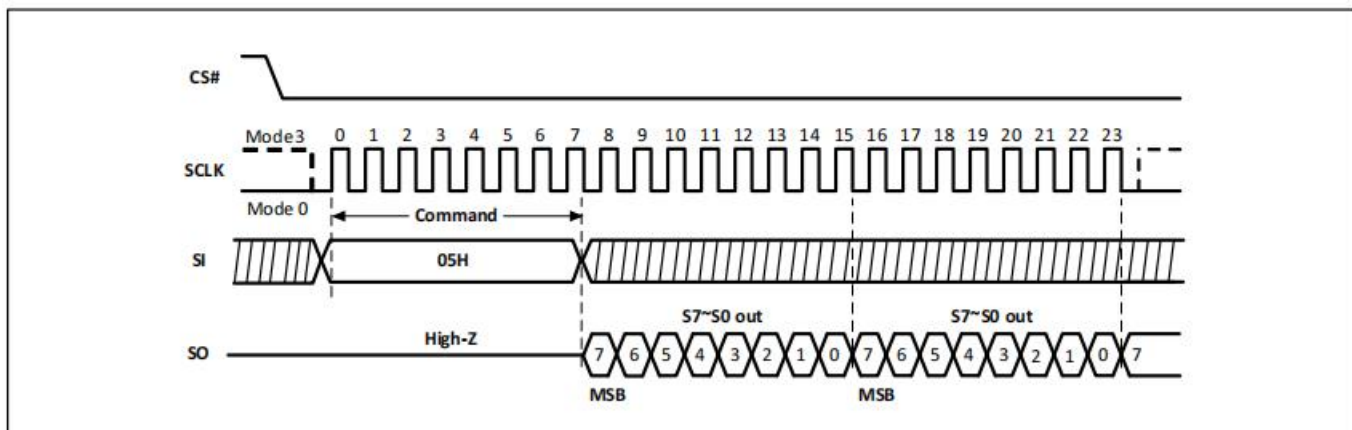 CS#
Mode 3 0 1 2 3 4 5 6 7 8 9 10 11 12 13 14 15 16 17 18 19 20 21 22 23
SCLK
Mode 0
Command
SI 05H
S7~S0 out S7~S0 out
High-Z
SO 7 6 5 4 3 2 1 0 7 6 5 4 3 2 1 0 7
MSB MSB